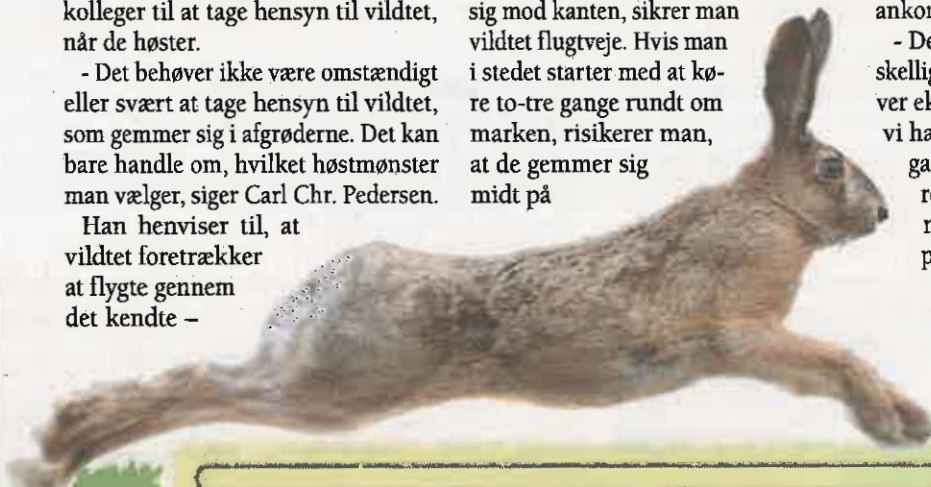 kolleger til at tage hensyn til vildtet,
når de høster.
- Det behøver ikke være omstændigt
eller svært at tage hensyn til vildtet,
som gemmer sig i afgrøderne. Det kan
bare handle om, hvilket høstmønster
man vælger, siger Carl Chr. Pedersen.
Han henviser til, at
vildtet foretrækker
at flygte gennem
det kendte –
sig mod kanten, sikrer man
vildtet flugtveje. Hvis man
i stedet starter med at kø-
re to-tre gange rundt om
marken, risikerer man,
at de gemmer sig
midt på
- De
vi